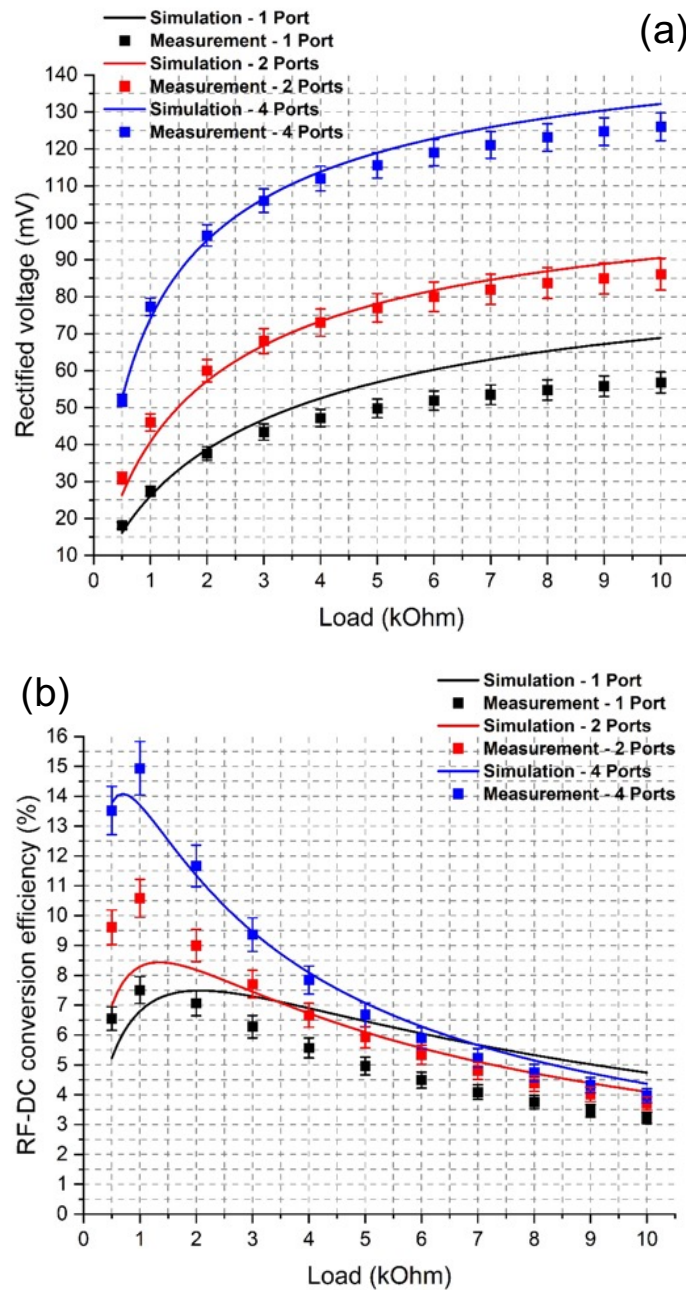 Simulation - 1 Port
(a)
Measurement - 1 Port
Simulation - 2 Ports
Measurement - 2 Ports
Simulation - 4 Ports
Measurement - 4 Ports
140
130
120
110
100
90
80
70
60
50
40
30
20
10
Rectified voltage (mV)
0 1 2 3 4 5 6 7 8 9 10
Load (kOhm)
(b)
Simulation - 1 Port
Measurement - 1 Port
Simulation - 2 Ports
Measurement - 2 Ports
Simulation - 4 Ports
Measurement - 4 Ports
16
15
14
13
12
11
10
9
8
7
6
5
4
3
2
1
0
RF-DC conversion efficiency (%)
0 1 2 3 4 5 6 7 8 9 10
Load (kOhm)